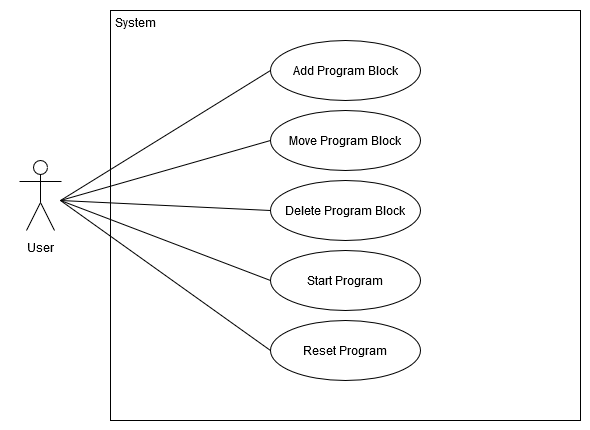 System
Add Program Block
Move Program Block
Delete Program Block
User
Start Program
Reset Program